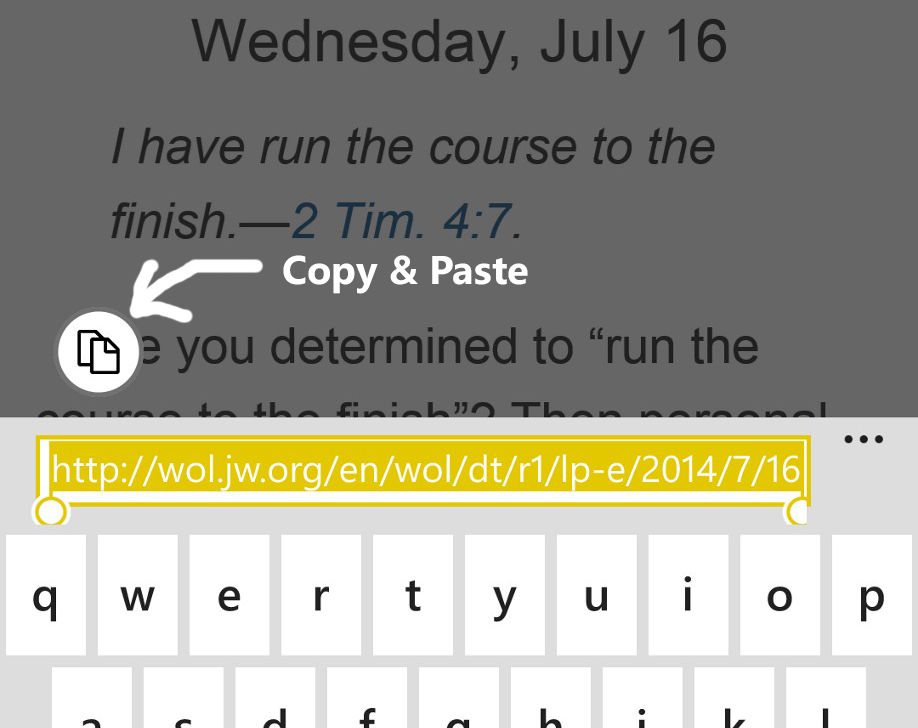 Wednesday, July 16
I have run the course to the
finish.—2 Tim. 4:7.
Copy & Paste
e you determined to “run the
course to the finish”? Then personal
http://wol.jw.org/en/wol/dt/r1/lp-e/2014/7/16
q w e r t y u i o p
a s d f g h j k l